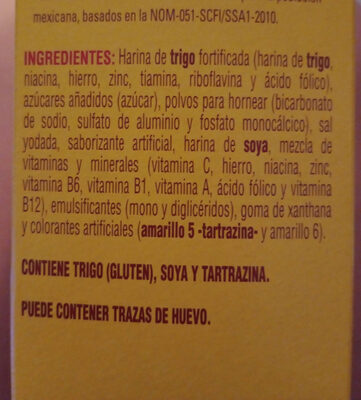 mexicana, basados en la NOM-051-SCFI/SSA1-2010.
INGREDIENTES: Harina de trigo fortificada (harina de trigo,
niacina, hierro, zinc, tiamina, riboflavina y ácido fólico),
azúcares añadidos (azúcar), polvos para hornear (bicarbonato
de sodio, sulfato de aluminio y fosfato monocálcico), sal
yodada, saborizante artificial, harina de soya, mezcla de
vitaminas y minerales (vitamina C, hierro, niacina, zinc,
vitamina B6, vitamina B1, vitamina A, ácido fólico y vitamina
B12), emulsificantes (mono y diglicéridos), goma de xanthana
y colorantes artificiales (amarillo 5 -tartrazina- y amarillo 6).
CONTIENE TRIGO (GLUTEN), SOYA Y TARTRAZINA.
PUEDE CONTENER TRAZAS DE HUEVO.